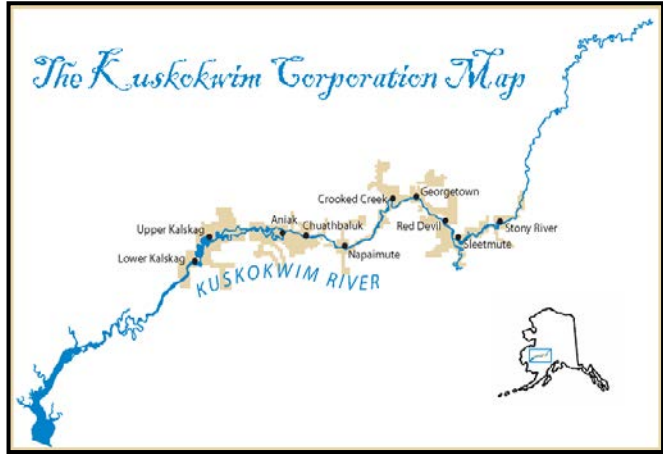 The Kuskokwim Corporation Map
Georgetown
Crooked Creek
Red Devil
Stony River
Aniak
Chuathbaluk
Upper Kalskag
Sleetmute
Napaimute
Lower Kalskag
KUSKOKWIM RIVER